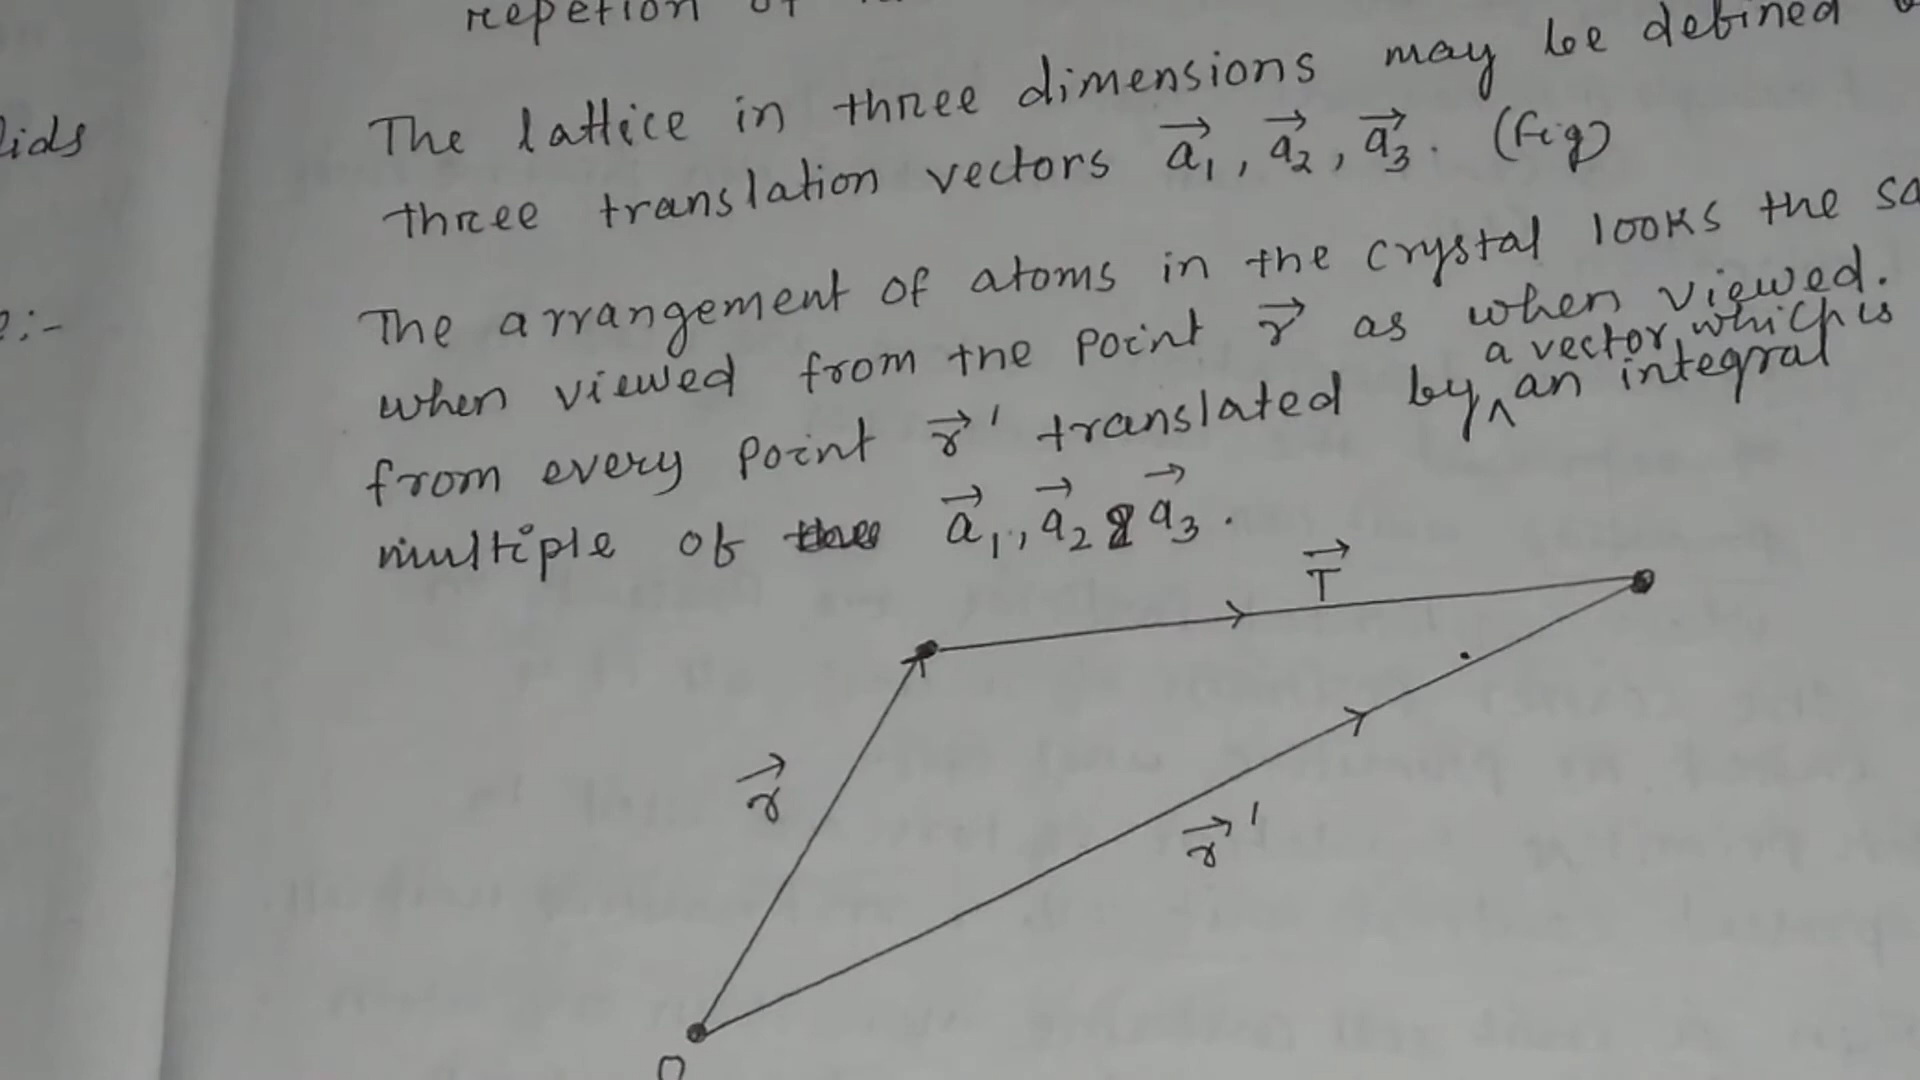 repetion of
The lattice in three dimensions may be defined
three translation vectors a⃗₁, a⃗₂, a⃗₃. (Fig)
The arrangement of atoms in the crystal looks the sa
when viewed from the point r⃗ as when viewed.
from every point r⃗' translated by ^ a vector which is an integral
multiple of a⃗₁, a⃗₂ & a⃗₃.
lids
e:-
T⃗
r⃗
r⃗'
O